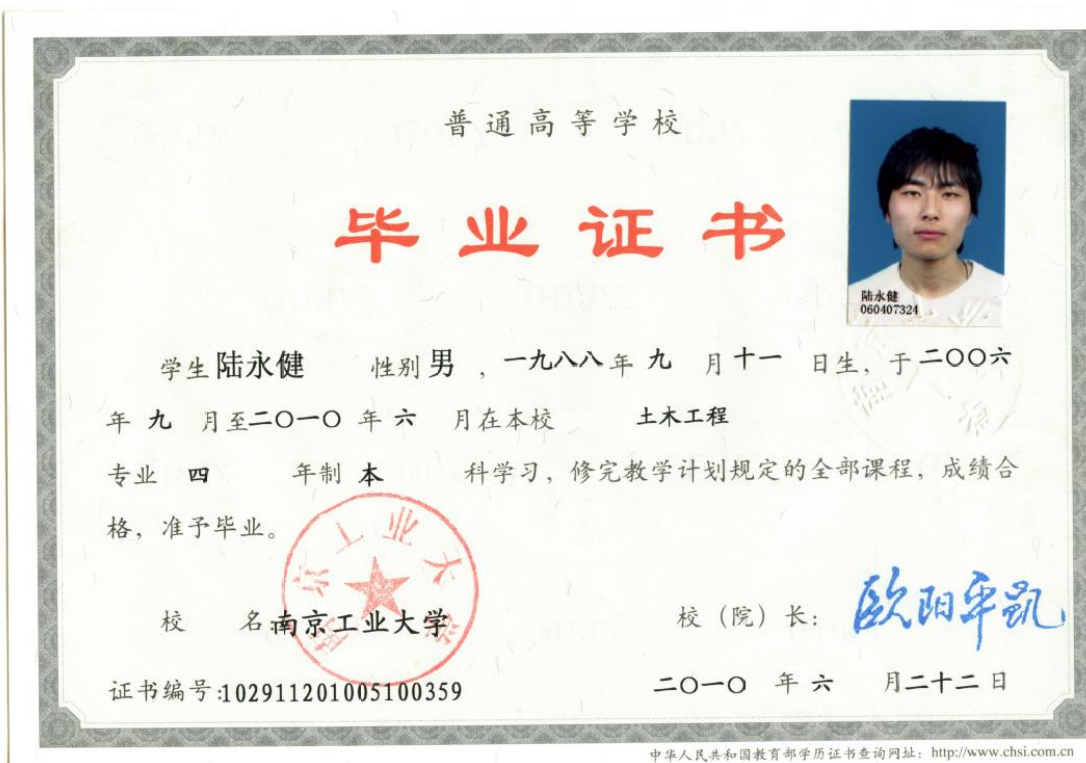 普通高等学校
毕业证书
陆永健
060407324
学生陆永健 性别男，一九八八年九月十一日生，于二〇〇六
年九月至二〇一〇年六月在本校 土木工程
专业 四 年制 本 科学习，修完教学计划规定的全部课程，成绩合
格，准予毕业。
南京工业大学
校 名:南京工业大学 校（院）长：欧阳平凯
证书编号:102911201005100359 二〇一〇年六月二十二日
中华人民共和国教育部学历证书查询网址：http://www.chsi.com.cn